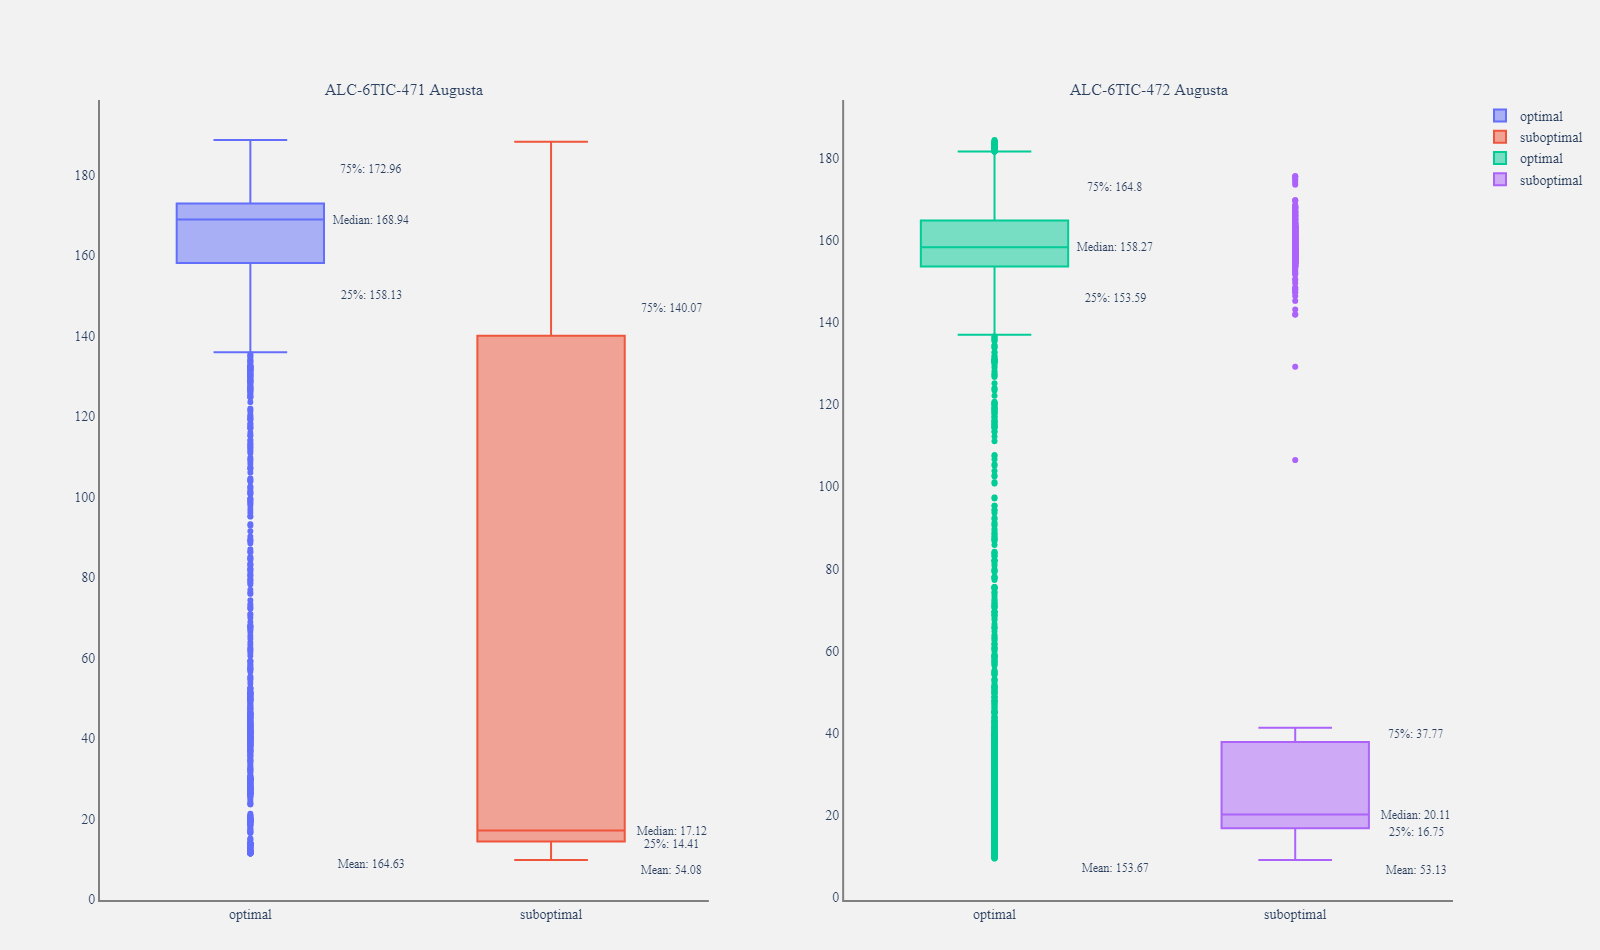 ALC-6TIC-471 Augusta
180
160
140
120
100
80
60
40
20
0
75%: 172.96
Median: 168.94
25%: 158.13
Mean: 164.63
75%: 140.07
Median: 17.12
25%: 14.41
Mean: 54.08
optimal
suboptimal
ALC-6TIC-472 Augusta
180
160
140
120
100
80
60
40
20
0
75%: 164.8
Median: 158.27
25%: 153.59
Mean: 153.67
75%: 37.77
Median: 20.11
25%: 16.75
Mean: 53.13
optimal
suboptimal
optimal
suboptimal
optimal
suboptimal